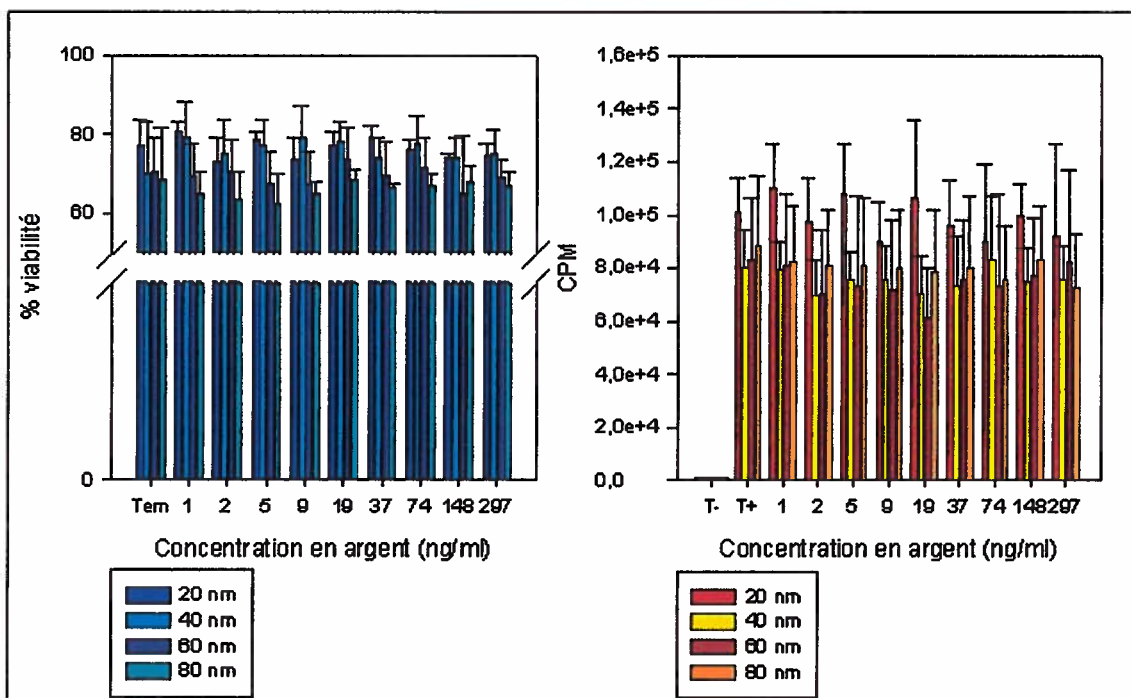 100
80
60
0
% viabilité
Tem 1 2 5 9 19 37 74 148 297
Concentration en argent (ng/ml)
20 nm
40 nm
60 nm
80 nm
1,6e+5
1,4e+5
1,2e+5
1,0e+5
8,0e+4
6,0e+4
4,0e+4
2,0e+4
0,0
CPM
T- T+ 1 2 5 9 19 37 74 148 297
Concentration en argent (ng/ml)
20 nm
40 nm
60 nm
80 nm